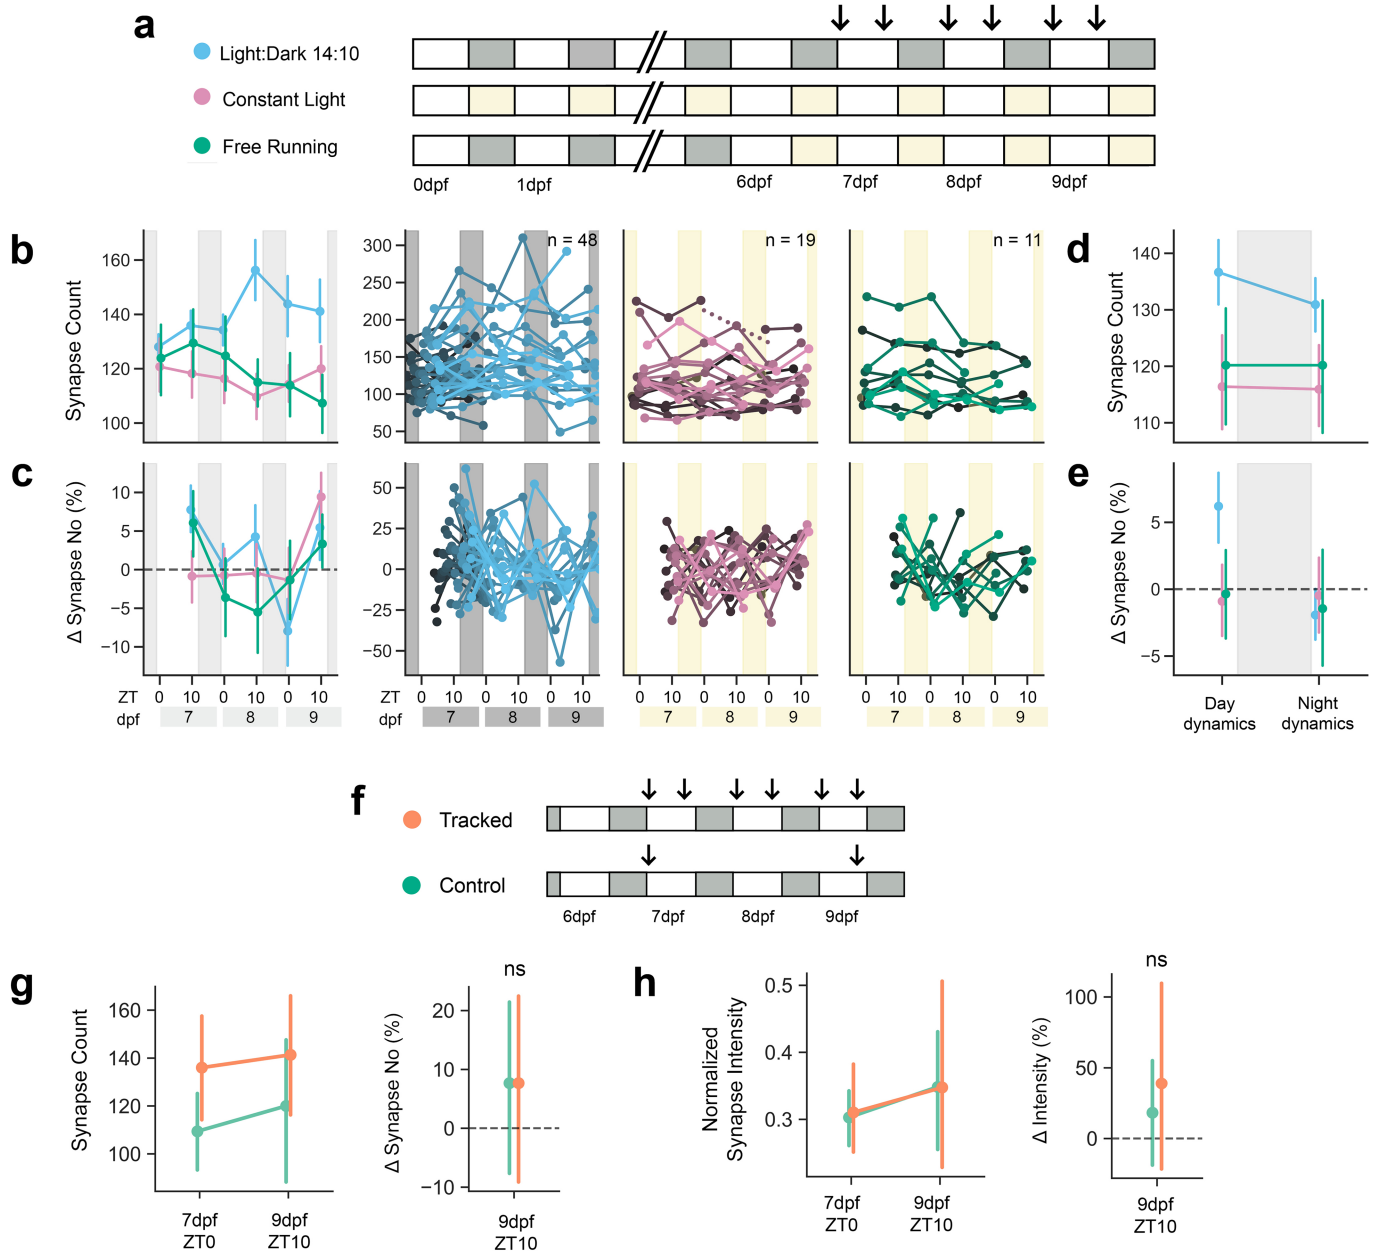 a
Light:Dark 14:10
Constant Light
Free Running
0dpf 1dpf 6dpf 7dpf 8dpf 9dpf
b
Synapse Count
160
140
120
100
300
250
200
150
100
50
n = 48
n = 19
n = 11
d
Synapse Count
140
130
120
110
c
Δ Synapse No (%)
10
5
0
−5
−10
50
25
0
−25
−50
ZT 0 10 0 10 0 10
dpf 7 8 9
ZT 0 10 0 10 0 10
dpf 7 8 9
0 10 0 10 0 10
7 8 9
0 10 0 10 0 10
7 8 9
e
Δ Synapse No (%)
5
0
−5
Day dynamics
Night dynamics
f
Tracked
Control
6dpf 7dpf 8dpf 9dpf
g
Synapse Count
160
140
120
100
7dpf ZT0
9dpf ZT10
ns
Δ Synapse No (%)
20
10
0
−10
9dpf
ZT10
h
Normalized
Synapse Intensity
0.5
0.4
0.3
7dpf ZT0
9dpf ZT10
ns
Δ Intensity (%)
100
50
0
9dpf
ZT10